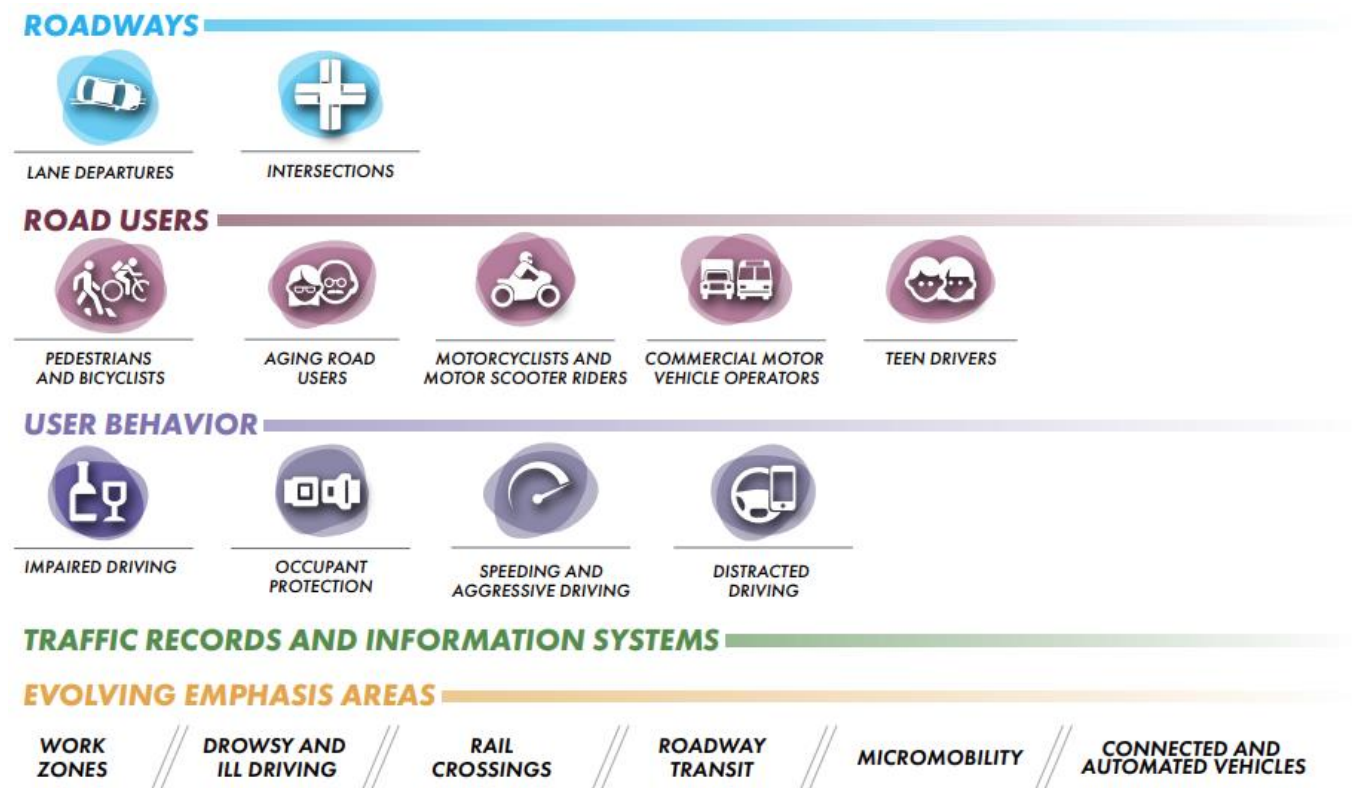 ROADWAYS
LANE DEPARTURES
INTERSECTIONS
ROAD USERS
PEDESTRIANS
AND BICYCLISTS
AGING ROAD
USERS
MOTORCYCLISTS AND
MOTOR SCOOTER RIDERS
COMMERCIAL MOTOR
VEHICLE OPERATORS
TEEN DRIVERS
USER BEHAVIOR
IMPAIRED DRIVING
OCCUPANT
PROTECTION
SPEEDING AND
AGGRESSIVE DRIVING
DISTRACTED
DRIVING
TRAFFIC RECORDS AND INFORMATION SYSTEMS
EVOLVING EMPHASIS AREAS
WORK
ZONES
DROWSY AND
ILL DRIVING
RAIL
CROSSINGS
ROADWAY
TRANSIT
MICROMOBILITY
CONNECTED AND
AUTOMATED VEHICLES